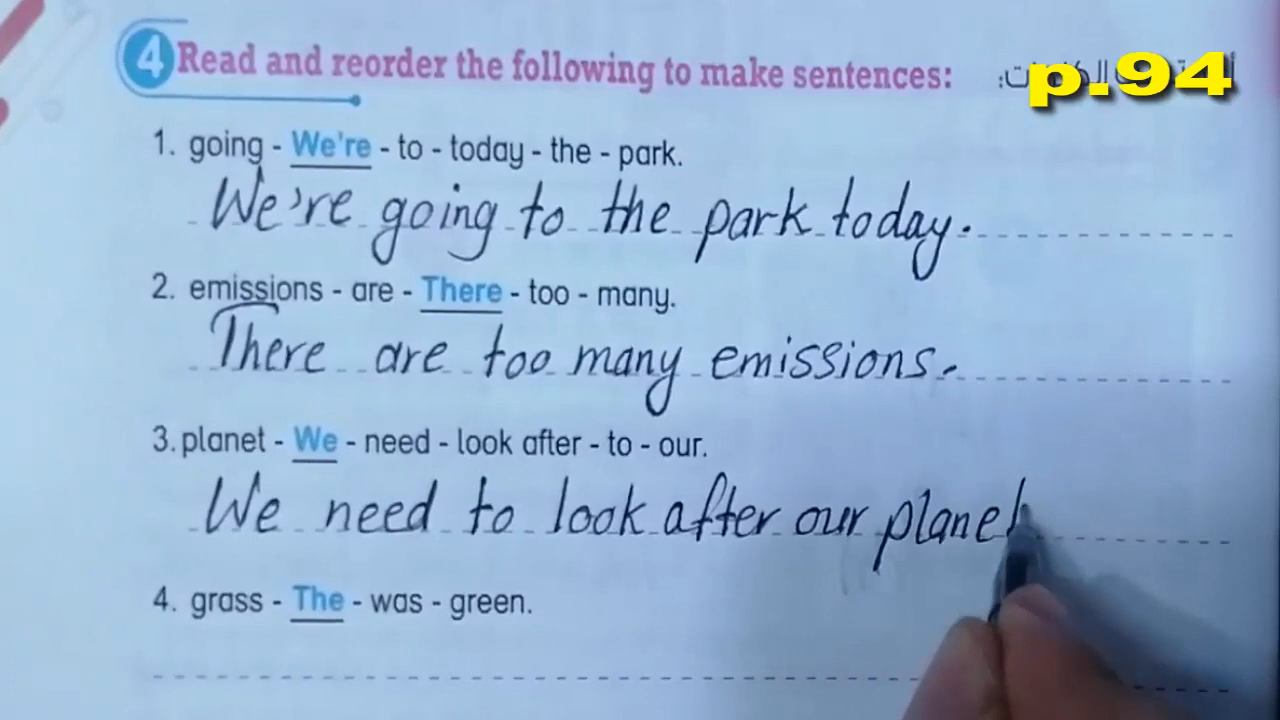 4 Read and reorder the following to make sentences:
p.94
1. going - We're - to - today - the - park.
We're going to the park today.
2. emissions - are - There - too - many.
There are too many emissions.
3. planet - We - need - look after - to - our.
We need to look after our planet
4. grass - The - was - green.